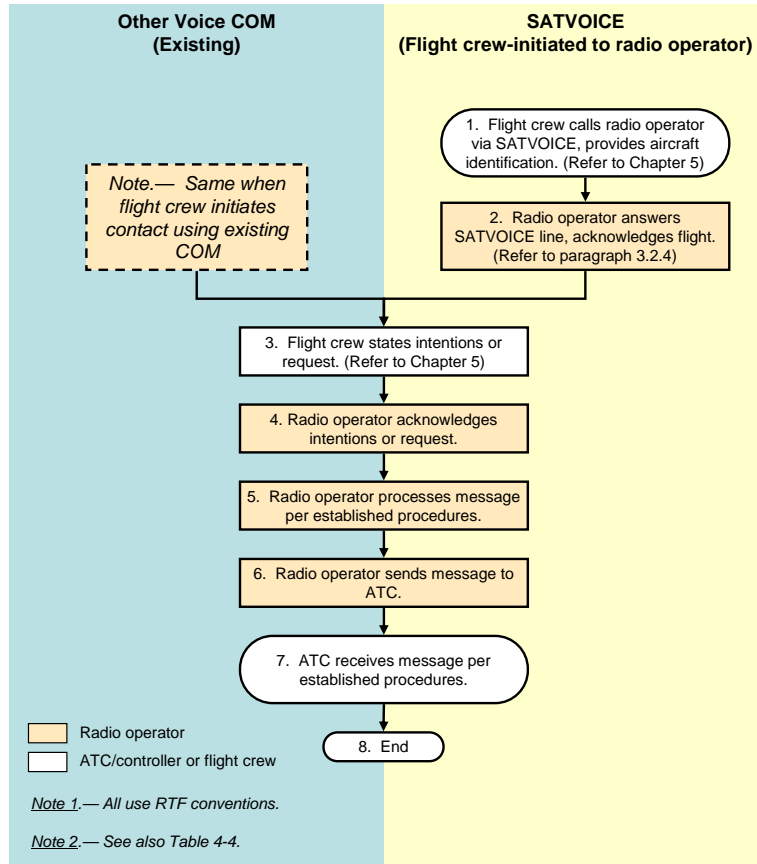 Other Voice COM
(Existing)
SATVOICE
(Flight crew-initiated to radio operator)
1. Flight crew calls radio operator
via SATVOICE, provides aircraft
identification. (Refer to Chapter 5)
Note.— Same when
flight crew initiates
contact using existing
COM
2. Radio operator answers
SATVOICE line, acknowledges flight.
(Refer to paragraph 3.2.4)
3. Flight crew states intentions or
request. (Refer to Chapter 5)
4. Radio operator acknowledges
intentions or request.
5. Radio operator processes message
per established procedures.
6. Radio operator sends message to
ATC.
7. ATC receives message per
established procedures.
8. End
Radio operator
ATC/controller or flight crew
Note 1.— All use RTF conventions.
Note 2.— See also Table 4-4.